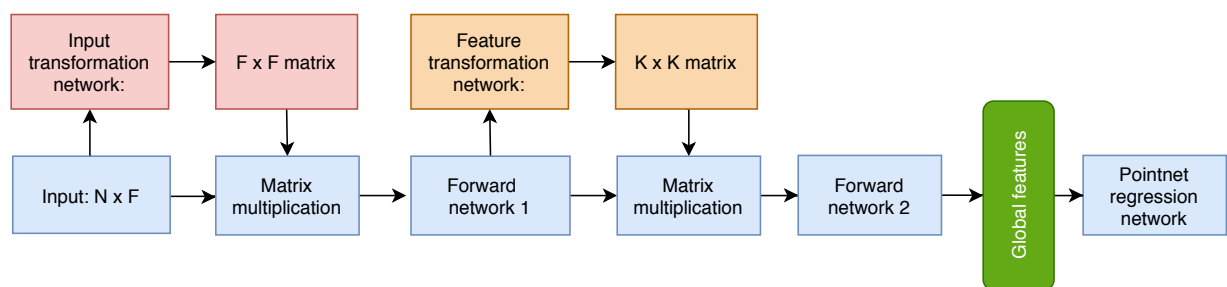 Input
transformation
network:
F x F matrix
Feature
transformation
network:
K x K matrix
Input: N x F
Matrix
multiplication
Forward
network 1
Matrix
multiplication
Forward
network 2
Global features
Pointnet
regression
network